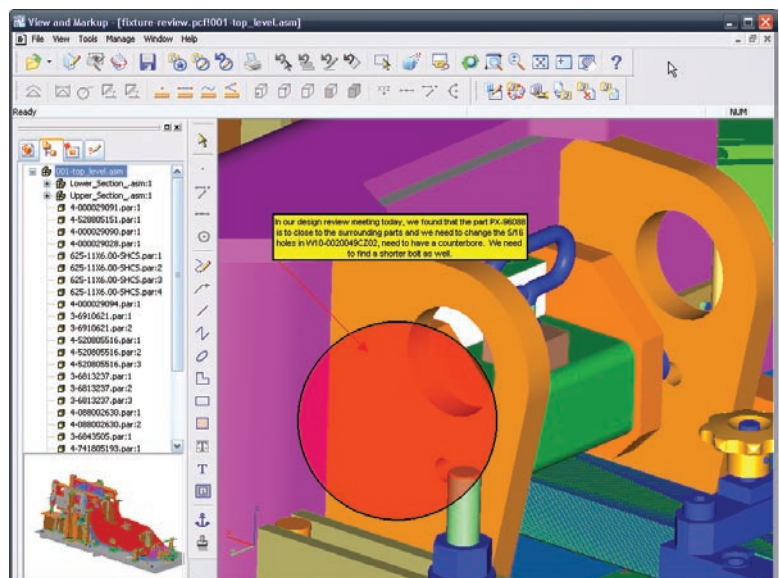 View and Markup - [fixture-review.pcf!001-top_level.asm]
File View Tools Manage Window Help
Ready
NUM
001-top_level.asm
Lower_Section_.asm:1
Upper_Section_.asm:1
4-000029091.par:1
4-520805151.par:1
4-000029090.par:1
4-000029028.par:1
625-11X6.00-SHCS.par:1
625-11X6.00-SHCS.par:2
625-11X6.00-SHCS.par:3
625-11X6.00-SHCS.par:4
4-000029094.par:1
3-6910621.par:1
3-6910621.par:2
4-520805516.par:1
4-520805516.par:2
4-520805516.par:3
3-6813237.par:1
3-6813237.par:2
3-6813237.par:3
4-088002630.par:1
4-088002630.par:2
3-6843505.par:1
4-741805193.par:1
In our design review meeting today, we found that the part PX-96088
is to close to the surrounding parts and we need to change the 5/16
holes in W10-0020049CZ02, need to have a counterbore. We need
to find a shorter bolt as well.